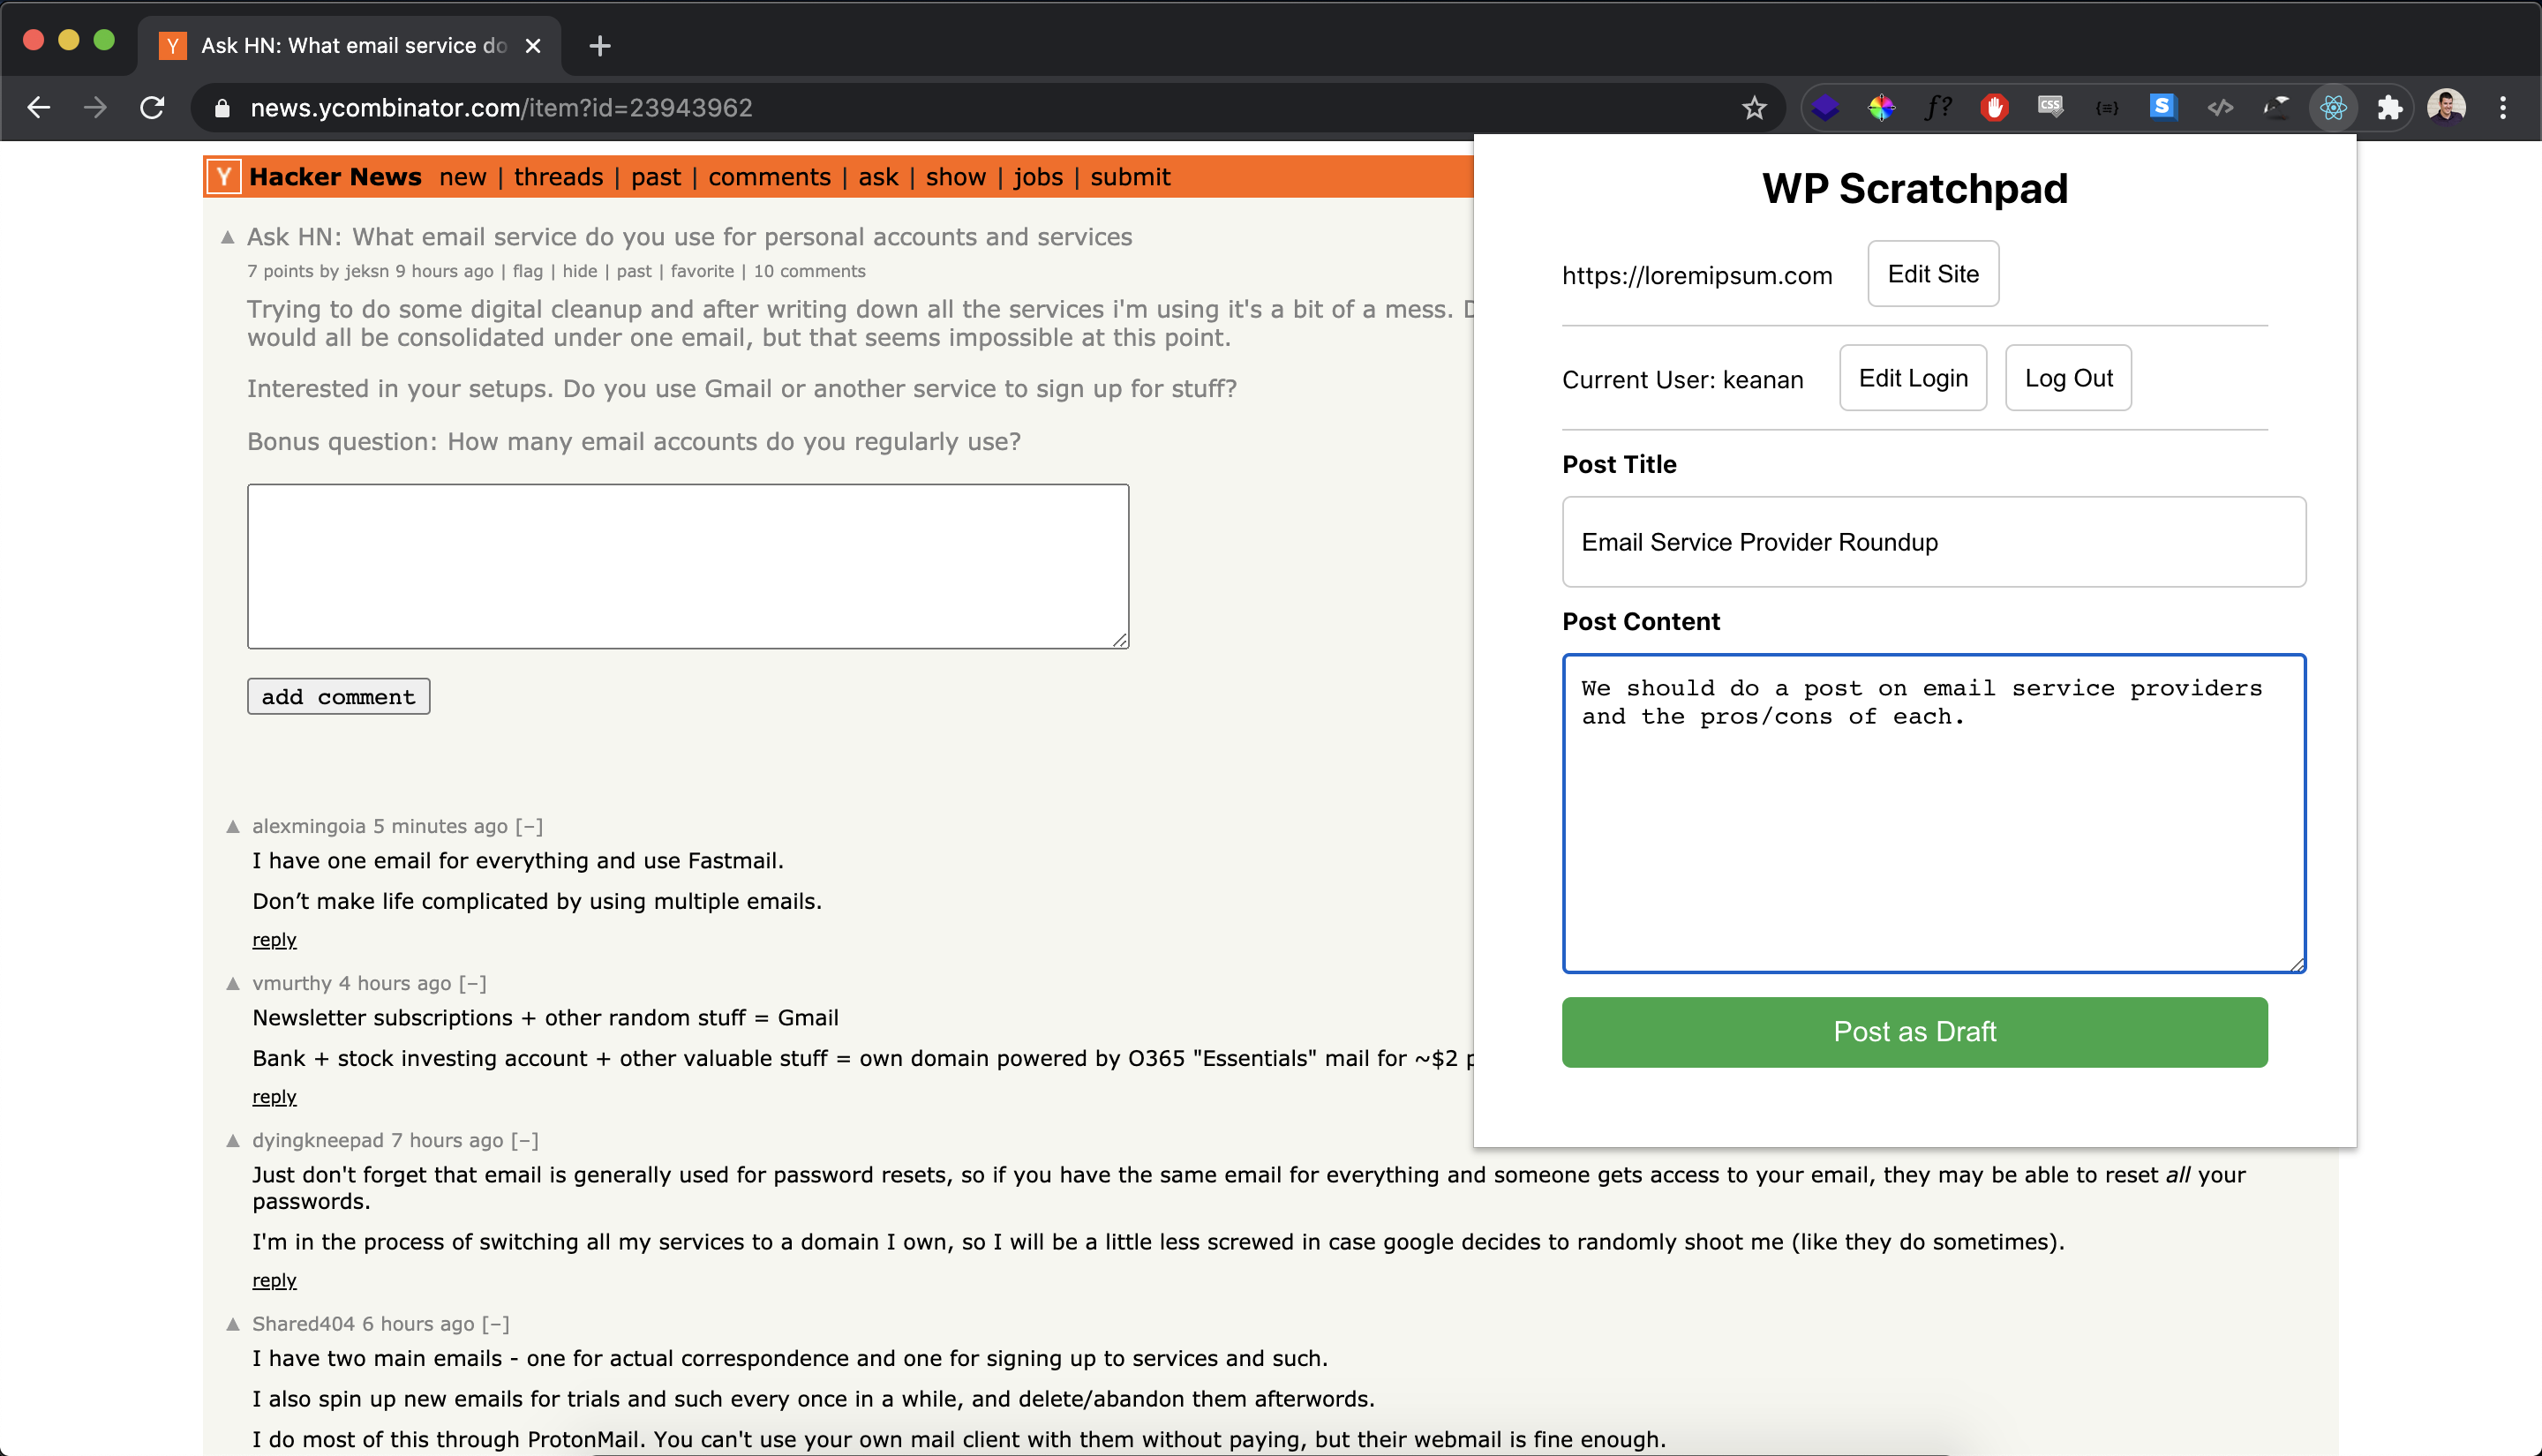 Y Ask HN: What email service do
news.ycombinator.com/item?id=23943962
f? CSS {≡} S </>
Y Hacker News new | threads | past | comments | ask | show | jobs | submit
Ask HN: What email service do you use for personal accounts and services
7 points by jeksn 9 hours ago | flag | hide | past | favorite | 10 comments
Trying to do some digital cleanup and after writing down all the services i'm using it's a bit of a mess.
would all be consolidated under one email, but that seems impossible at this point.
Interested in your setups. Do you use Gmail or another service to sign up for stuff?
Bonus question: How many email accounts do you regularly use?
add comment
alexmingoia 5 minutes ago [–]
I have one email for everything and use Fastmail.
Don’t make life complicated by using multiple emails.
reply
vmurthy 4 hours ago [–]
Newsletter subscriptions + other random stuff = Gmail
Bank + stock investing account + other valuable stuff = own domain powered by O365 "Essentials" mail for ~$2
reply
dyingkneepad 7 hours ago [–]
Just don't forget that email is generally used for password resets, so if you have the same email for everything and someone gets access to your email, they may be able to reset all your
passwords.
I'm in the process of switching all my services to a domain I own, so I will be a little less screwed in case google decides to randomly shoot me (like they do sometimes).
reply
Shared404 6 hours ago [–]
I have two main emails - one for actual correspondence and one for signing up to services and such.
I also spin up new emails for trials and such every once in a while, and delete/abandon them afterwords.
I do most of this through ProtonMail. You can't use your own mail client with them without paying, but their webmail is fine enough.
WP Scratchpad
https://loremipsum.com Edit Site
Current User: keanan Edit Login Log Out
Post Title
Email Service Provider Roundup
Post Content
We should do a post on email service providers
and the pros/cons of each.
Post as Draft